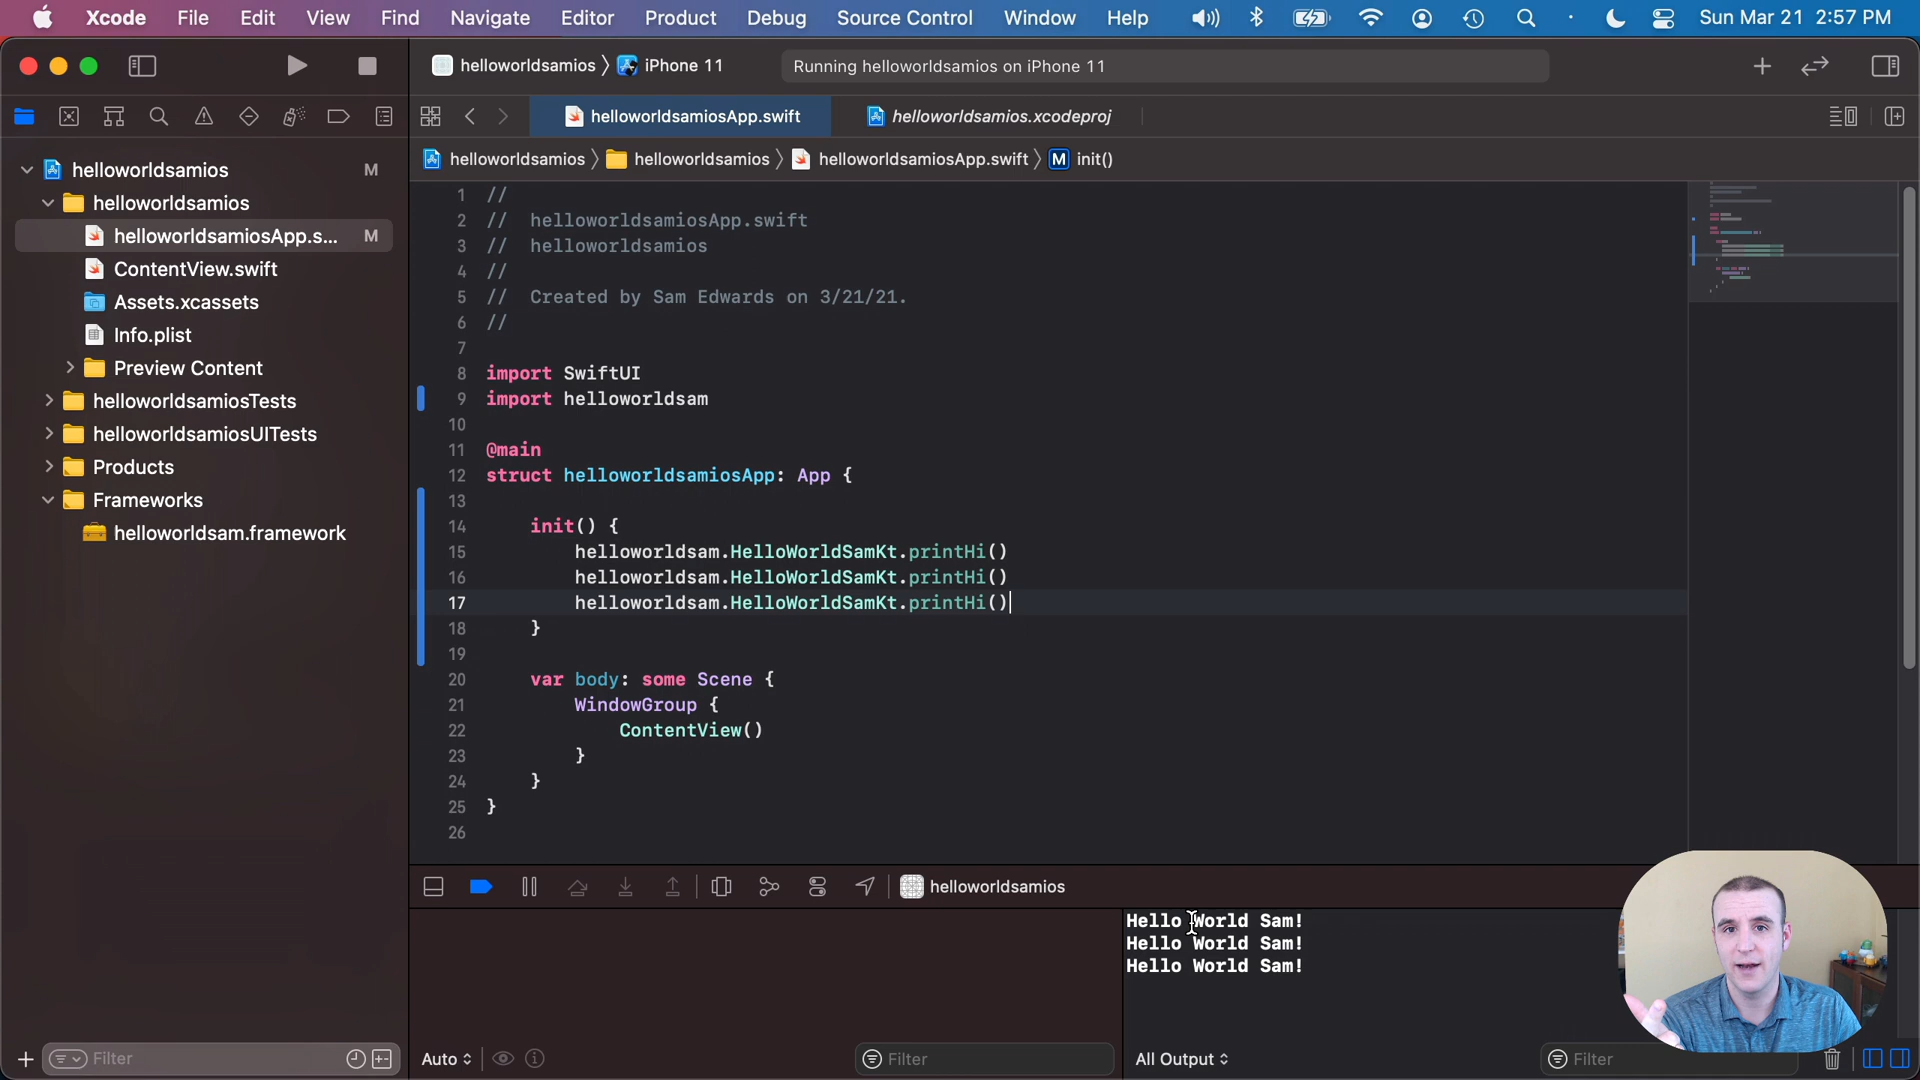 Xcode File Edit View Find Navigate Editor Product Debug Source Control Window Help Sun Mar 21 2:57 PM
helloworldsamios 〉 iPhone 11
Running helloworldsamios on iPhone 11
helloworldsamiosApp.swift
helloworldsamios.xcodeproj
helloworldsamios 〉 helloworldsamios 〉 helloworldsamiosApp.swift 〉 M init()
helloworldsamios M
helloworldsamios
helloworldsamiosApp.s... M
ContentView.swift
Assets.xcassets
Info.plist
Preview Content
helloworldsamiosTests
helloworldsamiosUITests
Products
Frameworks
helloworldsam.framework
Filter
1 //
2 // helloworldsamiosApp.swift
3 // helloworldsamios
4 //
5 // Created by Sam Edwards on 3/21/21.
6 //
7
8 import SwiftUI
9 import helloworldsam
10
11 @main
12 struct helloworldsamiosApp: App {
13
14 init() {
15 helloworldsam.HelloWorldSamKt.printHi()
16 helloworldsam.HelloWorldSamKt.printHi()
17 helloworldsam.HelloWorldSamKt.printHi()
18 }
19
20 var body: some Scene {
21 WindowGroup {
22 ContentView()
23 }
24 }
25 }
26
helloworldsamios
Hello World Sam!
Hello World Sam!
Hello World Sam!
Auto
Filter
All Output
Filter